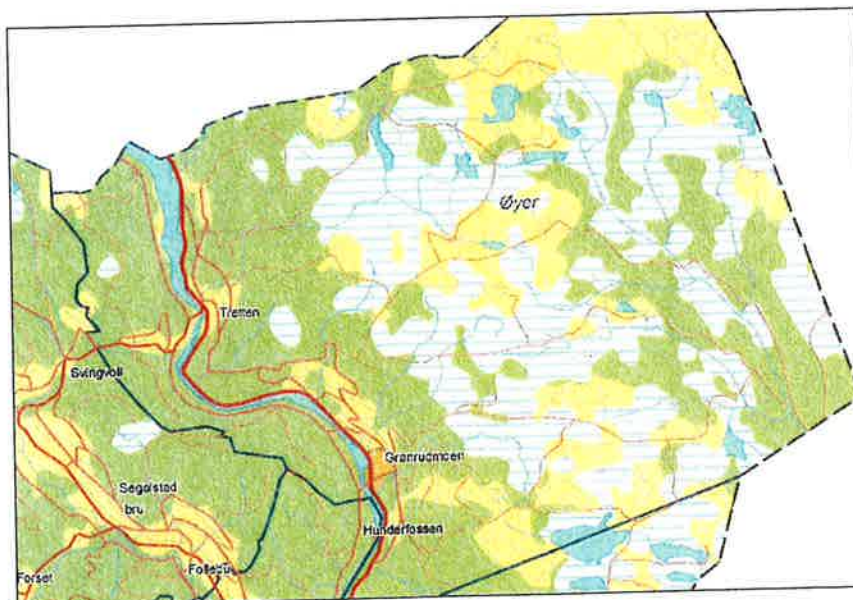 Øyer
Tretten
Svingvoll
Granrudmoen
Segalstad
bru
Hunderfossen
Follebu
Forset